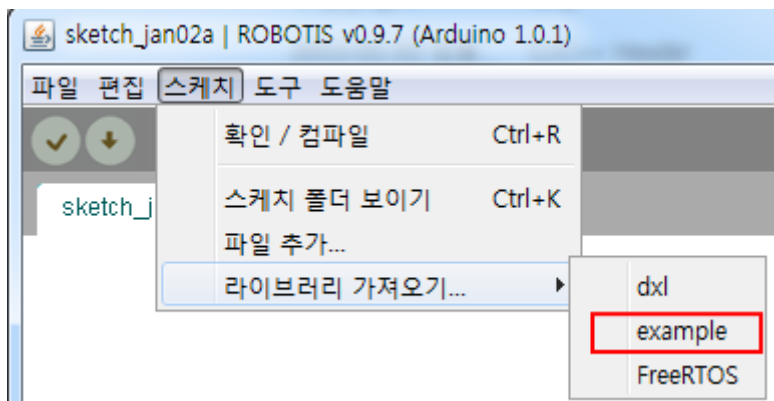 sketch_jan02a | ROBOTIS v0.9.7 (Arduino 1.0.1)
파일 편집 스케치 도구 도움말
확인 / 컴파일 Ctrl+R
sketch_j
스케치 폴더 보이기 Ctrl+K
파일 추가...
라이브러리 가져오기...
dxl
example
FreeRTOS